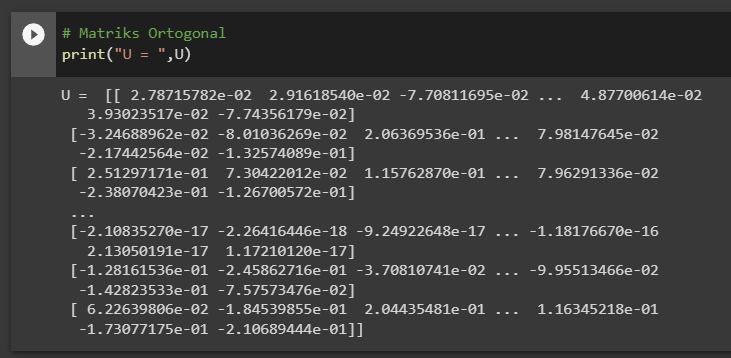 # Matriks Ortogonal
print("U = ",U)
U =  [[ 2.78715782e-02  2.91618540e-02 -7.70811695e-02 ...  4.87700614e-02
   3.93023517e-02 -7.74356179e-02]
 [-3.24688962e-02 -8.01036269e-02  2.06369536e-01 ...  7.98147645e-02
  -2.17442564e-02 -1.32574089e-01]
 [ 2.51297171e-01  7.30422012e-02  1.15762870e-01 ...  7.96291336e-02
  -2.38070423e-01 -1.26700572e-01]
 ...
 [-2.10835270e-17 -2.26416446e-18 -9.24922648e-17 ... -1.18176670e-16
   2.13050191e-17  1.17210120e-17]
 [-1.28161536e-01 -2.45862716e-01 -3.70810741e-02 ... -9.95513466e-02
  -1.42823533e-01 -7.57573476e-02]
 [ 6.22639806e-02 -1.84539855e-01  2.04435481e-01 ...  1.16345218e-01
  -1.73077175e-01 -2.10689444e-01]]